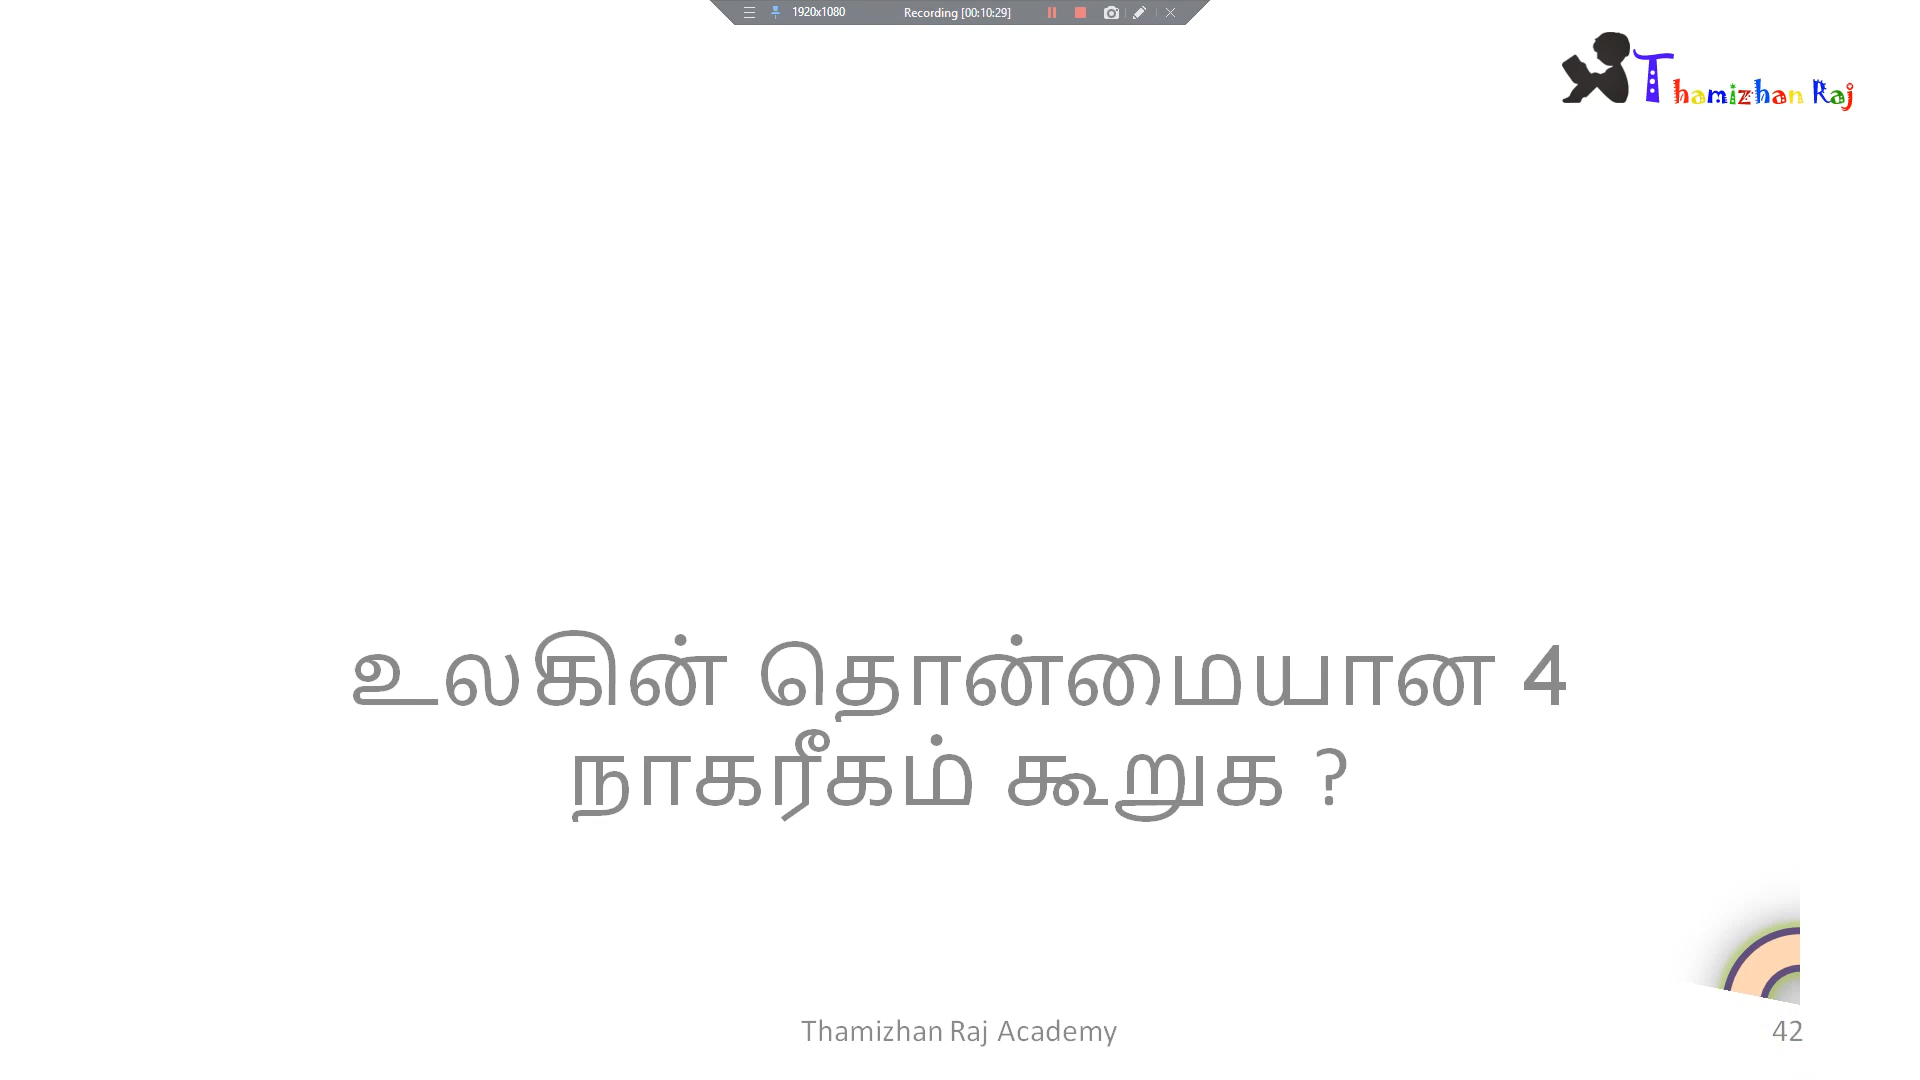 1920x1080 Recording [00:10:29]
Thamizhan Raj
உலகின் தொன்மையான 4
நாகரீகம் கூறுக ?
Thamizhan Raj Academy
42